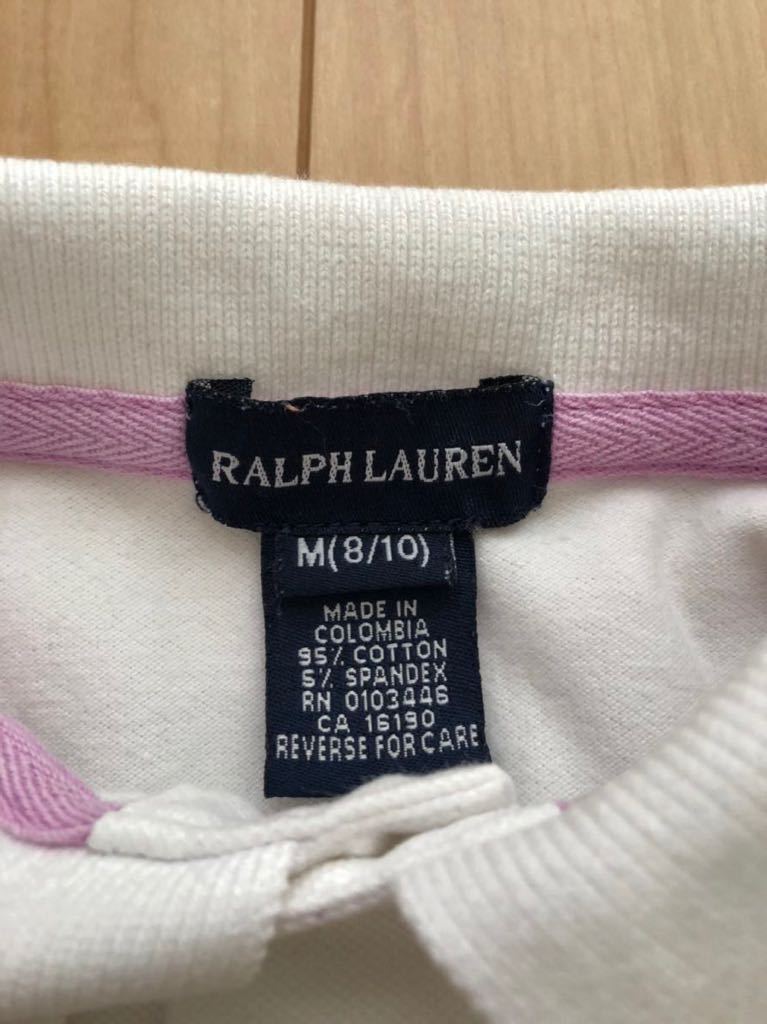 RALPH LAUREN
M(8/10)
MADE IN
COLOMBIA
95% COTTON
5% SPANDEX
RN 0103446
CA 16190
REVERSE FOR CARE